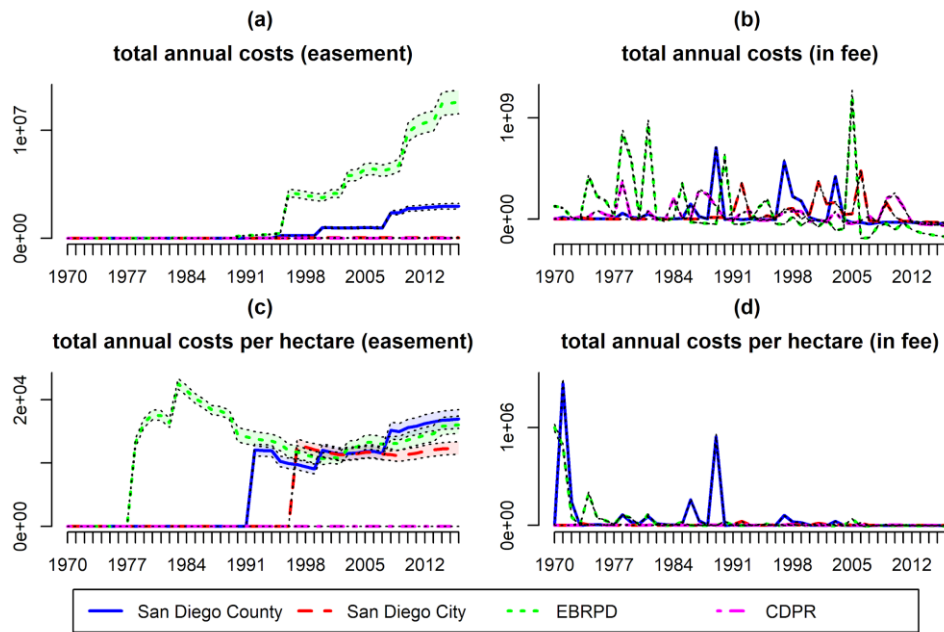 (a)
total annual costs (easement)
0e+00 1e+07
1970 1977 1984 1991 1998 2005 2012
(b)
total annual costs (in fee)
0e+00 1e+09
1970 1977 1984 1991 1998 2005 2012
(c)
total annual costs per hectare (easement)
0e+00 2e+04
1970 1977 1984 1991 1998 2005 2012
(d)
total annual costs per hectare (in fee)
0e+00 1e+06
1970 1977 1984 1991 1998 2005 2012
San Diego County San Diego City EBRPD CDPR